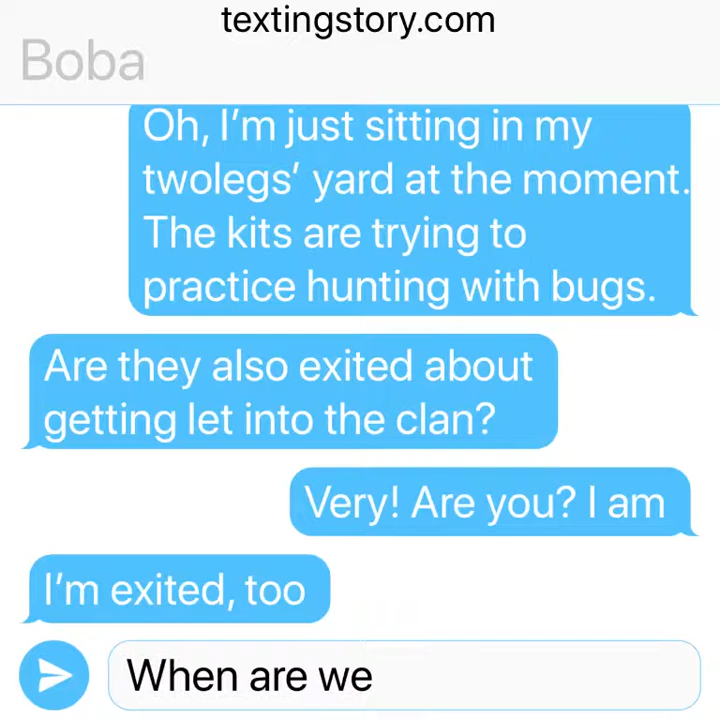 textingstory.com
Boba
Oh, I'm just sitting in my
twolegs' yard at the moment.
The kits are trying to
practice hunting with bugs.
Are they also exited about
getting let into the clan?
Very! Are you? I am
I'm exited, too
When are we